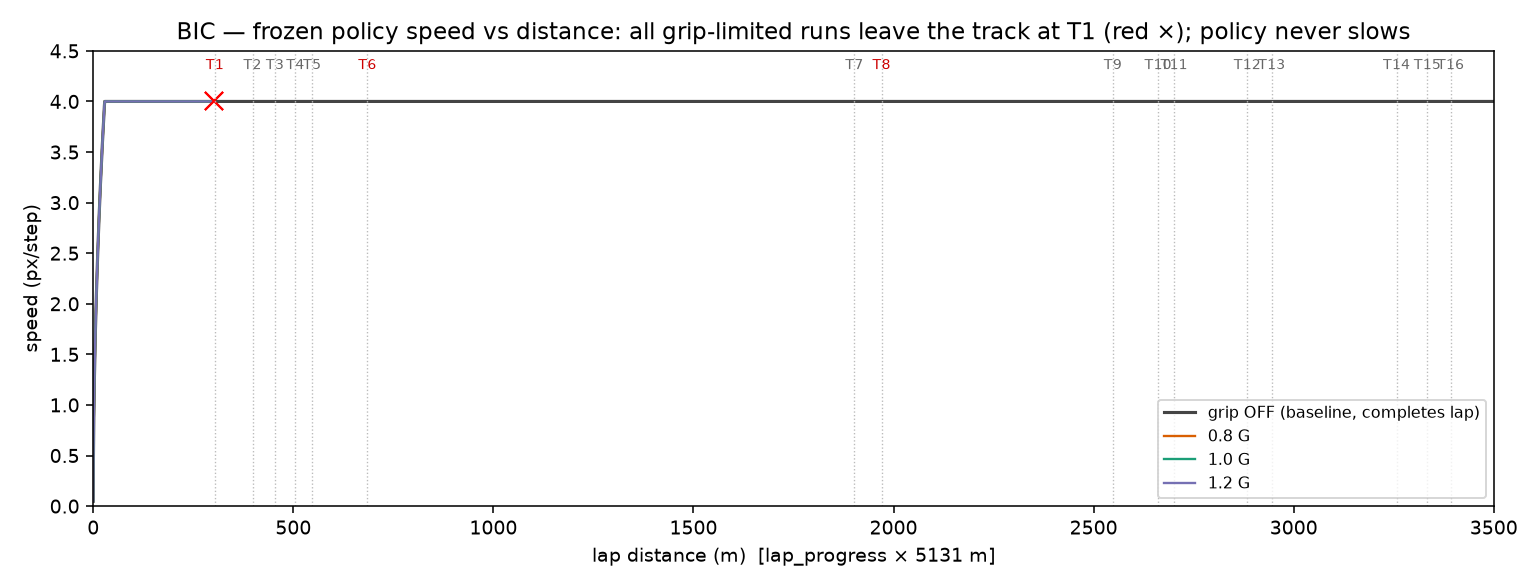 BIC — frozen policy speed vs distance: all grip-limited runs leave the track at T1 (red ×); policy never slows
T1 T2 T3 T4 T5 T6 T7 T8 T9 T10 T11 T12 T13 T14 T15 T16
4.5
4.0
3.5
3.0
2.5
2.0
1.5
1.0
0.5
0.0
speed (px/step)
grip OFF (baseline, completes lap)
0.8 G
1.0 G
1.2 G
0 500 1000 1500 2000 2500 3000 3500
lap distance (m) [lap_progress × 5131 m]